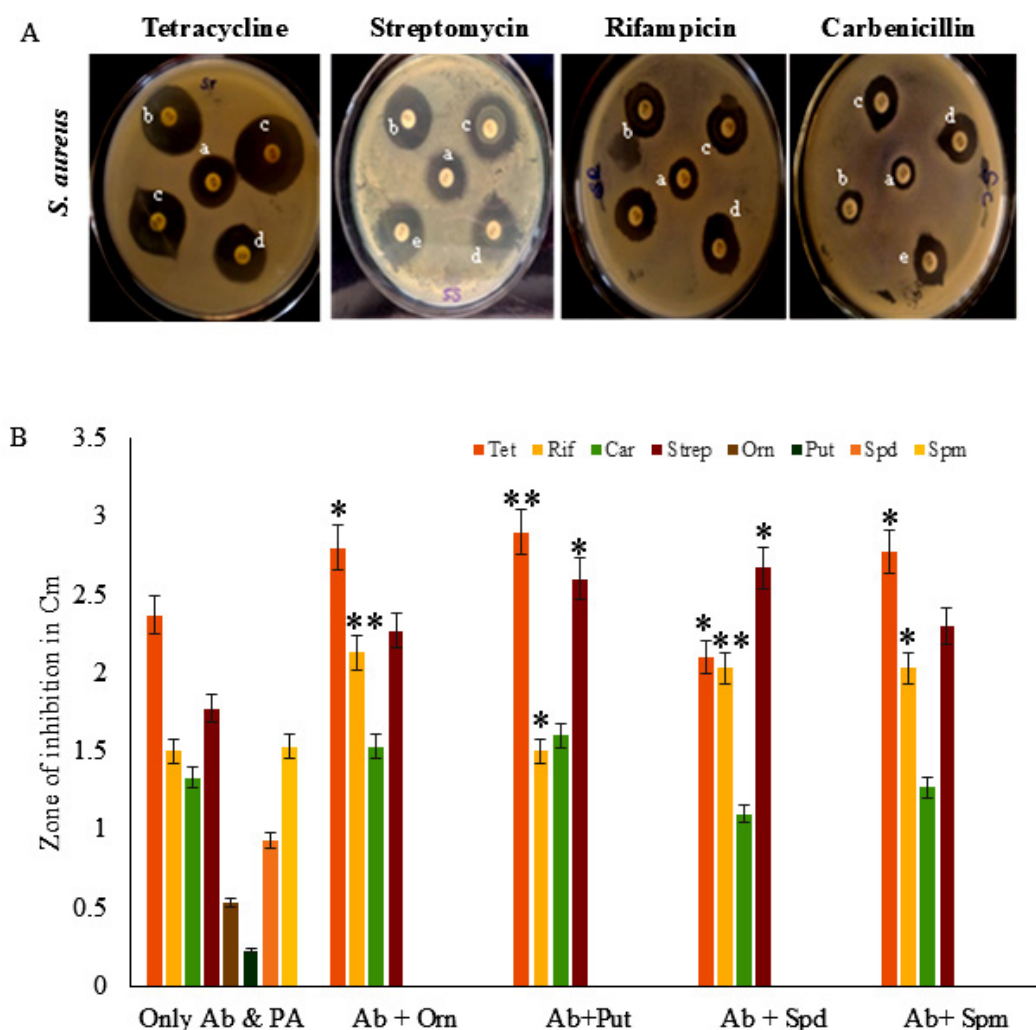 A
Tetracycline Streptomycin Rifampicin Carbenicillin
S. aureus
b c a c d
b c a e d
b c a d
c d a b e
SS
B
Tet Rif Car Strep Orn Put Spd Spm
Zone of inhibition in Cm
3.5
3
2.5
2
1.5
1
0.5
0
* ** ** * * * ** * * *
Only Ab & PA Ab + Orn Ab+Put Ab + Spd Ab+ Spm